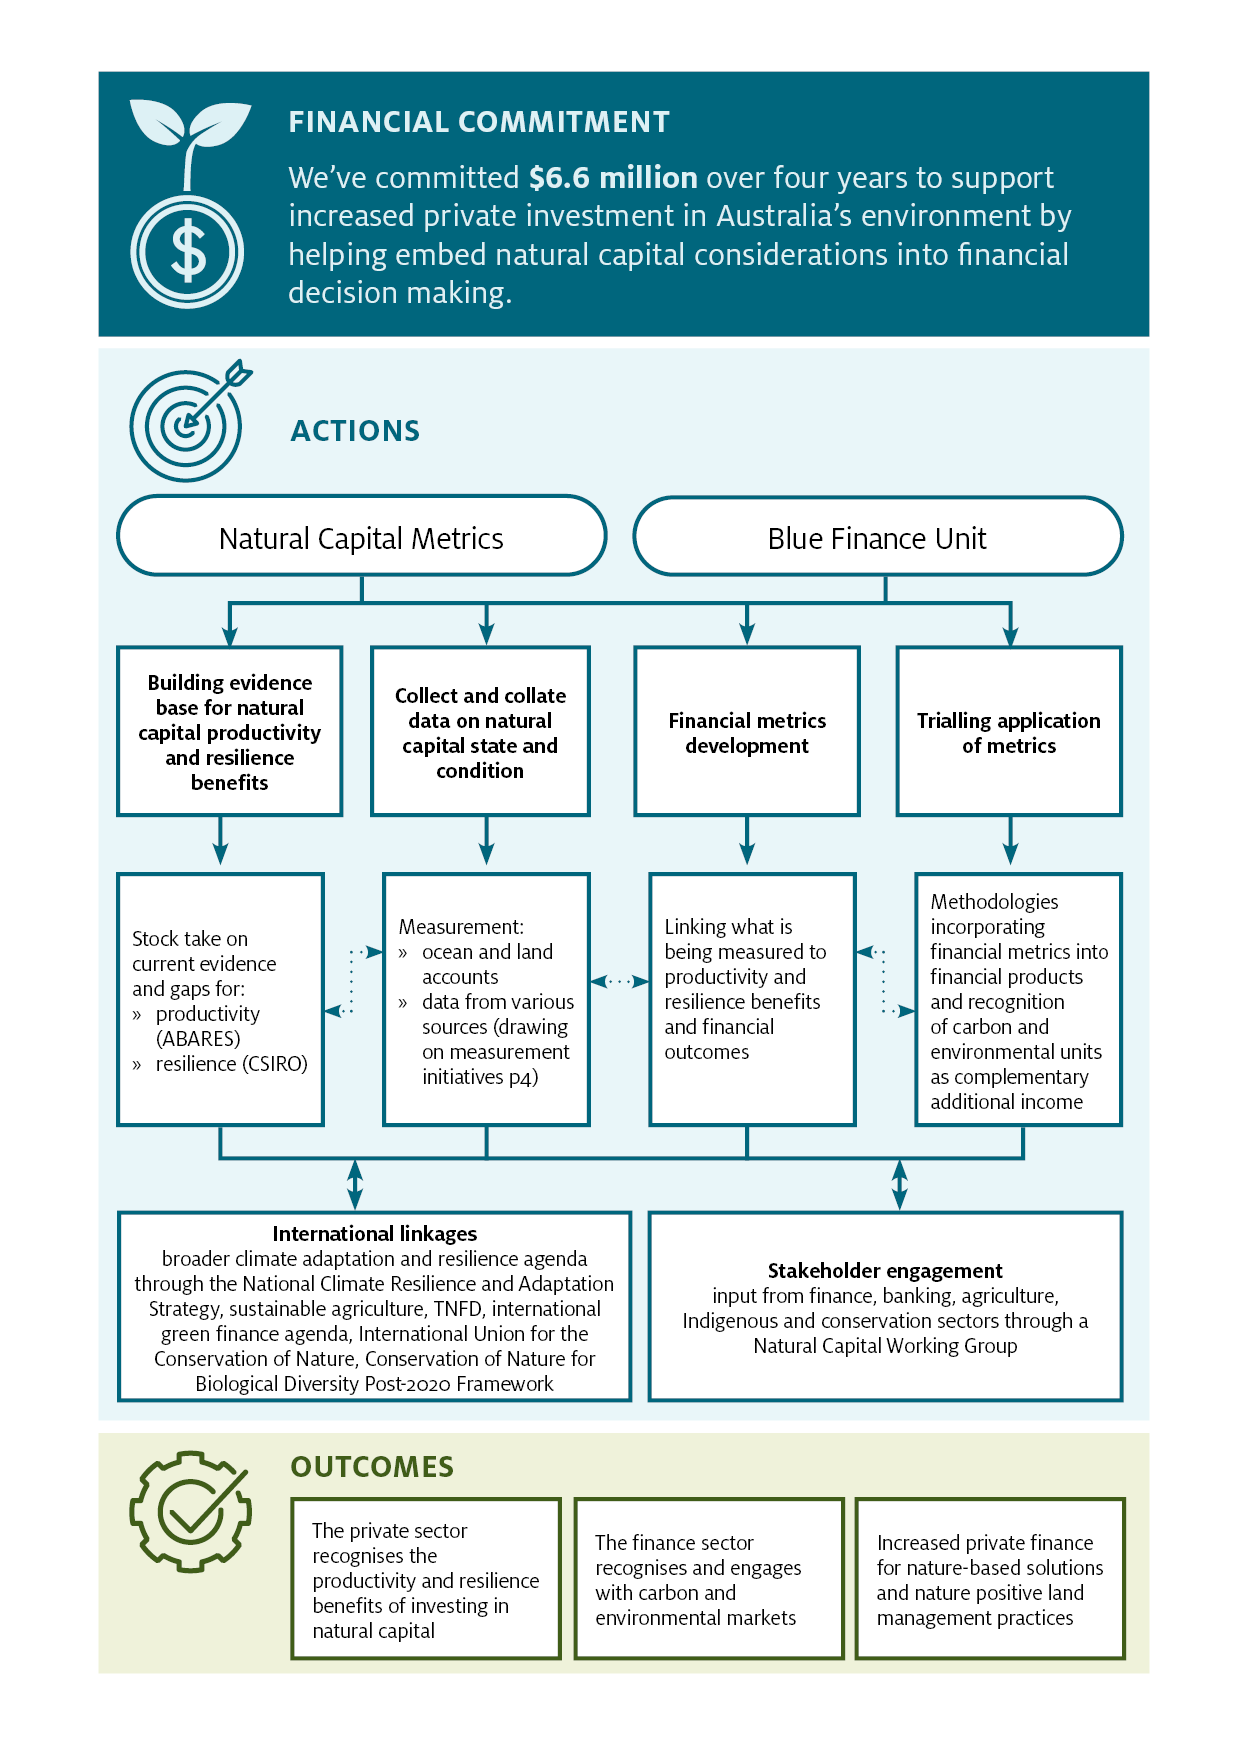 FINANCIAL COMMITMENT
We’ve committed $6.6 million over four years to support
increased private investment in Australia’s environment by
helping embed natural capital considerations into financial
decision making.
ACTIONS
Natural Capital Metrics
Blue Finance Unit
Building evidence
base for natural
capital productivity
and resilience
benefits
Collect and collate
data on natural
capital state and
condition
Financial metrics
development
Trialling application
of metrics
Stock take on
current evidence
and gaps for:
» productivity
(ABARES)
» resilience (CSIRO)
Measurement:
» ocean and land
accounts
» data from various
sources (drawing
on measurement
initiatives p4)
Linking what is
being measured to
productivity and
resilience benefits
and financial
outcomes
Methodologies
incorporating
financial metrics into
financial products
and recognition
of carbon and
environmental units
as complementary
additional income
International linkages
broader climate adaptation and resilience agenda
through the National Climate Resilience and Adaptation
Strategy, sustainable agriculture, TNFD, international
green finance agenda, International Union for the
Conservation of Nature, Conservation of Nature for
Biological Diversity Post-2020 Framework
Stakeholder engagement
input from finance, banking, agriculture,
Indigenous and conservation sectors through a
Natural Capital Working Group
OUTCOMES
The private sector
recognises the
productivity and resilience
benefits of investing in
natural capital
The finance sector
recognises and engages
with carbon and
environmental markets
Increased private finance
for nature-based solutions
and nature positive land
management practices